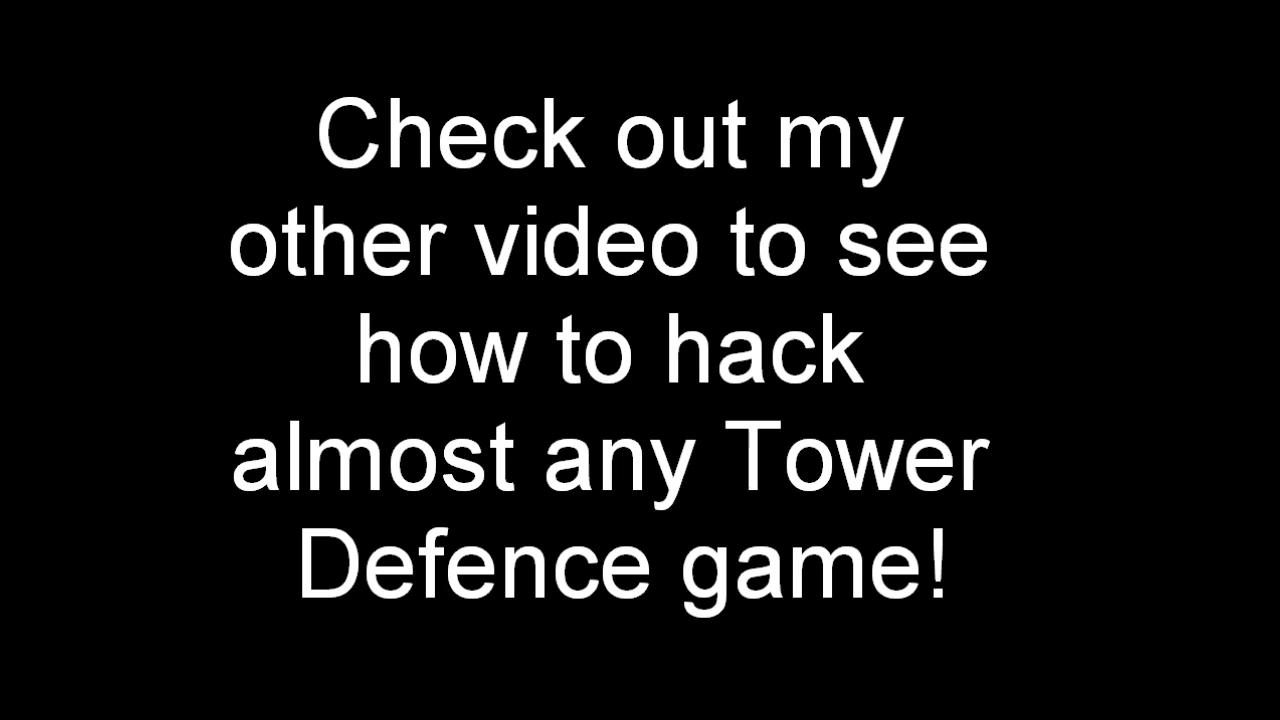 Check out my
other video to see
how to hack
almost any Tower
Defence game!